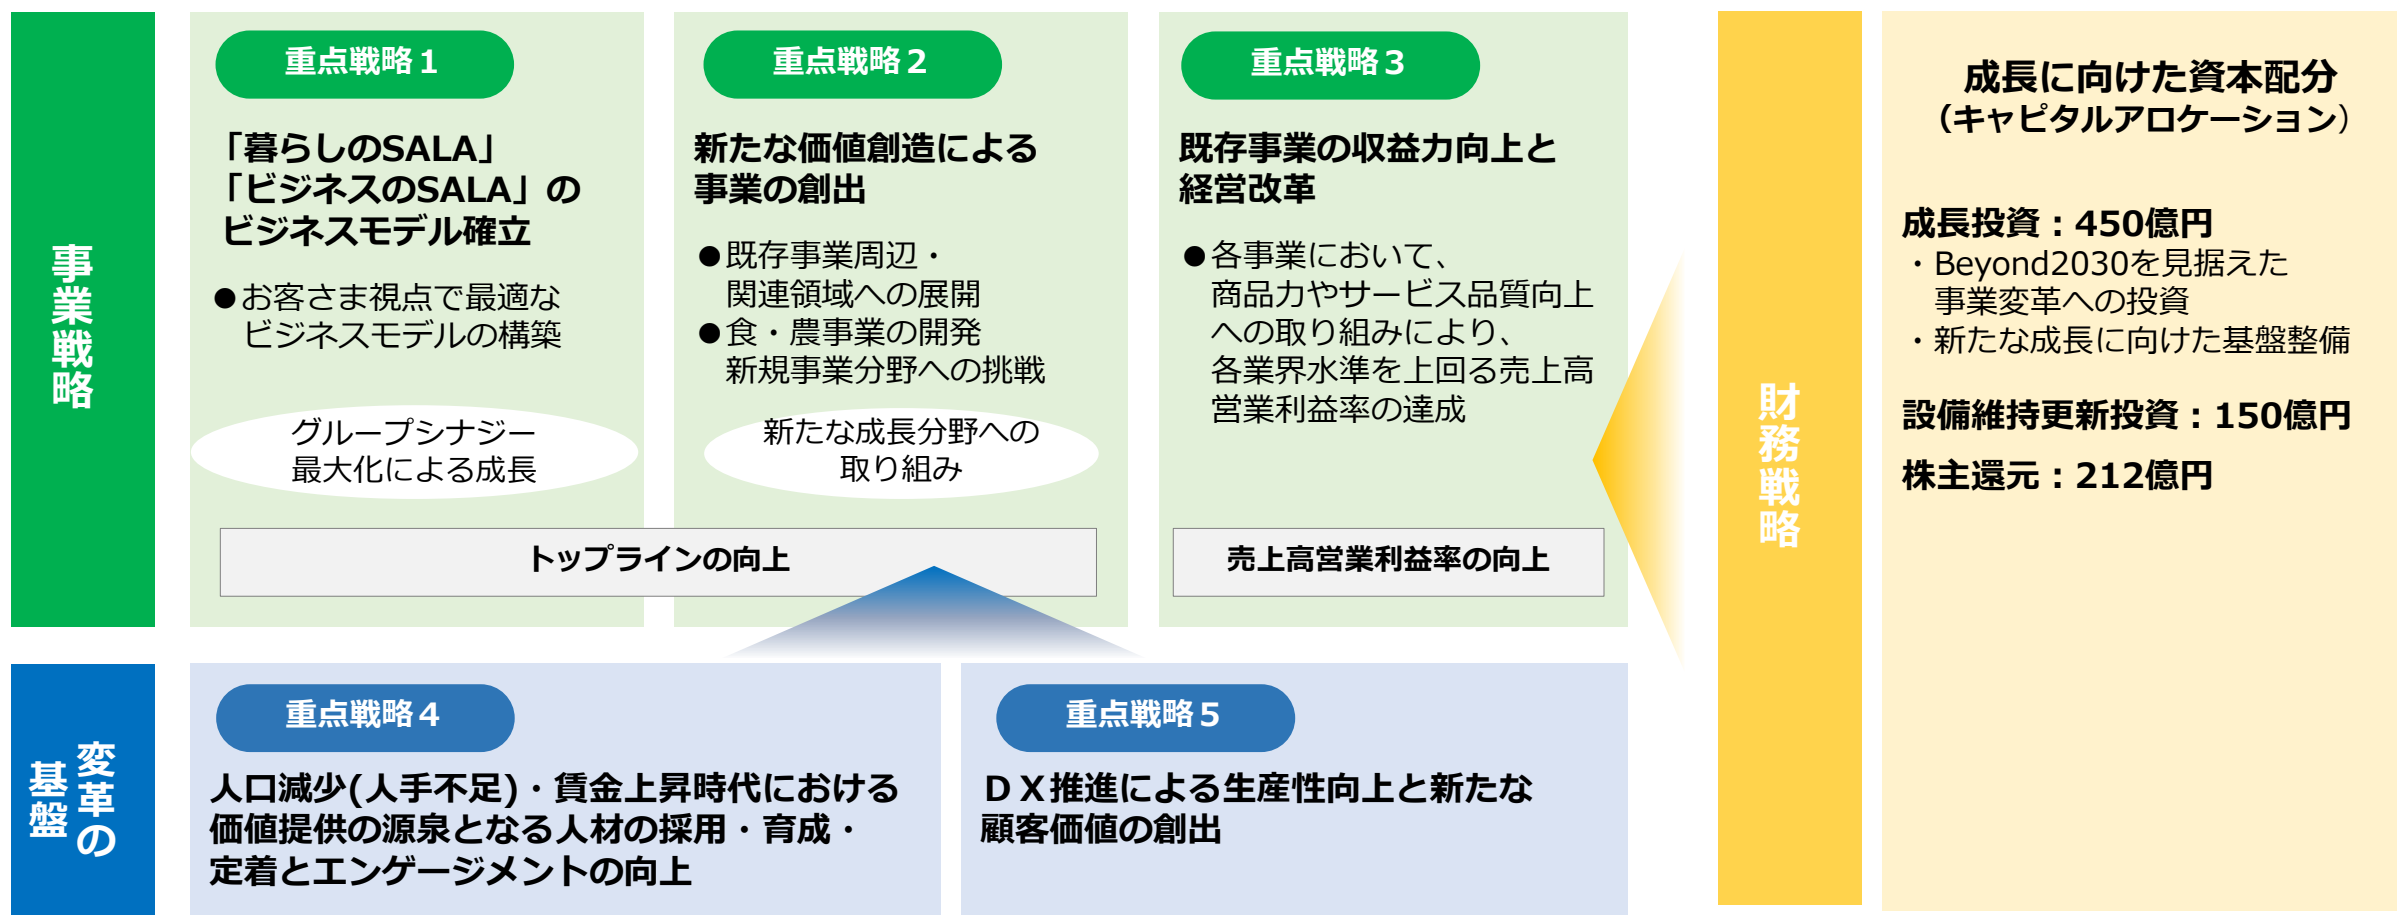 事業戦略
重点戦略１
「暮らしのSALA」
「ビジネスのSALA」の
ビジネスモデル確立
●お客さま視点で最適な
ビジネスモデルの構築
グループシナジー
最大化による成長
重点戦略２
新たな価値創造による
事業の創出
●既存事業周辺・
関連領域への展開
●食・農事業の開発
新規事業分野への挑戦
新たな成長分野への
取り組み
トップラインの向上
重点戦略３
既存事業の収益力向上と
経営改革
●各事業において、
商品力やサービス品質向上
への取り組みにより、
各業界水準を上回る売上高
営業利益率の達成
売上高営業利益率の向上
変革の
基盤
重点戦略４
人口減少(人手不足)・賃金上昇時代における
価値提供の源泉となる人材の採用・育成・
定着とエンゲージメントの向上
重点戦略５
ＤＸ推進による生産性向上と新たな
顧客価値の創出
財務戦略
成長に向けた資本配分
（キャピタルアロケーション）
成長投資：450億円
・Beyond2030を見据えた
事業変革への投資
・新たな成長に向けた基盤整備
設備維持更新投資：150億円
株主還元：212億円